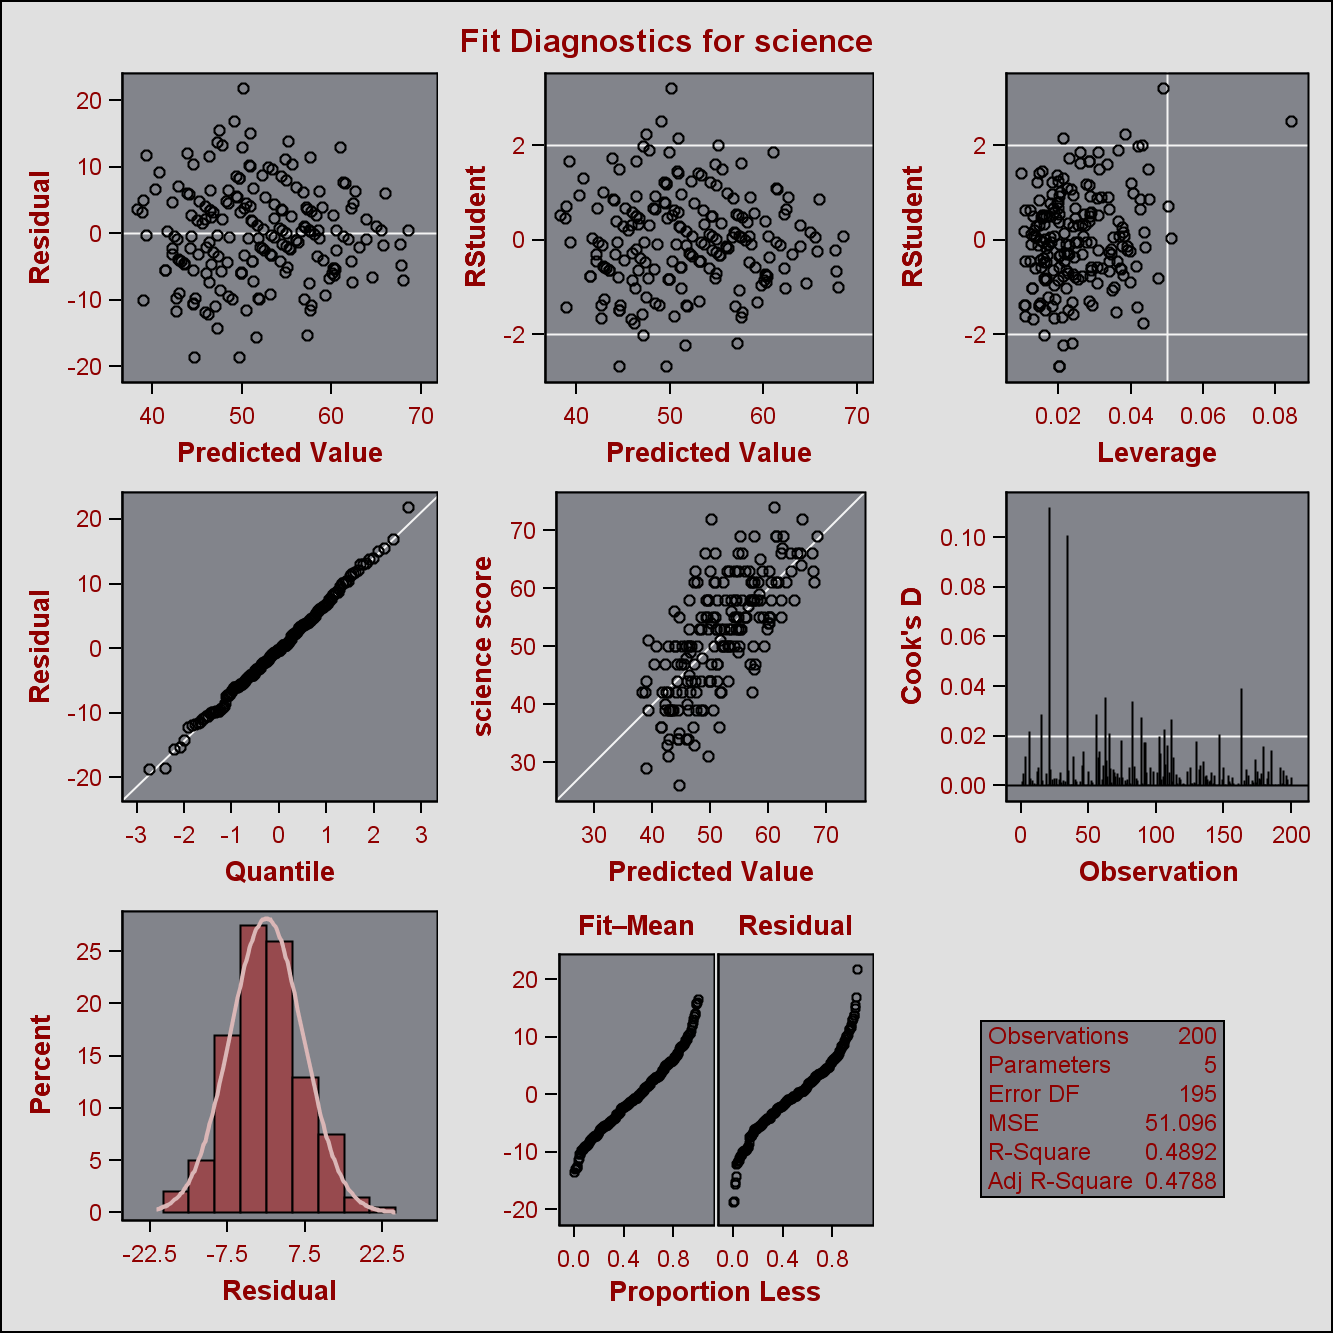 Fit Diagnostics for science
20
10
0
-10
-20
Residual
40 50 60 70
Predicted Value
2
0
-2
RStudent
40 50 60 70
Predicted Value
2
0
-2
RStudent
0.02 0.04 0.06 0.08
Leverage
20
10
0
-10
-20
Residual
-3 -2 -1 0 1 2 3
Quantile
70
60
50
40
30
science score
30 40 50 60 70
Predicted Value
0.10
0.08
0.06
0.04
0.02
0.00
Cook's D
0 50 100 150 200
Observation
25
20
15
10
5
0
Percent
-22.5 -7.5 7.5 22.5
Residual
Fit–Mean Residual
20
10
0
-10
-20
0.0 0.4 0.8 0.0 0.4 0.8
Proportion Less
Observations 200
Parameters 5
Error DF 195
MSE 51.096
R-Square 0.4892
Adj R-Square 0.4788